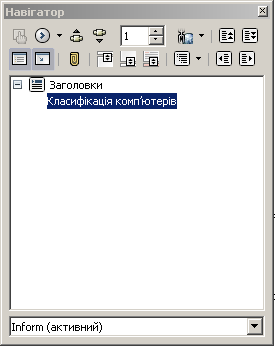 Навігатор
1
Заголовки
Класифікація комп'ютерів
Inform (активний)